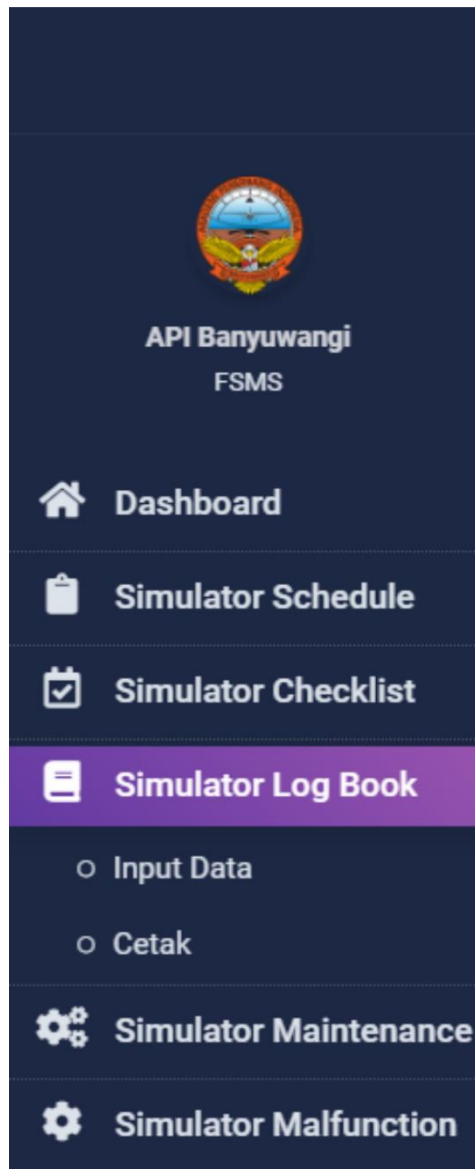 API Banyuwangi
FSMS
Dashboard
Simulator Schedule
Simulator Checklist
Simulator Log Book
Input Data
Cetak
Simulator Maintenance
Simulator Malfunction